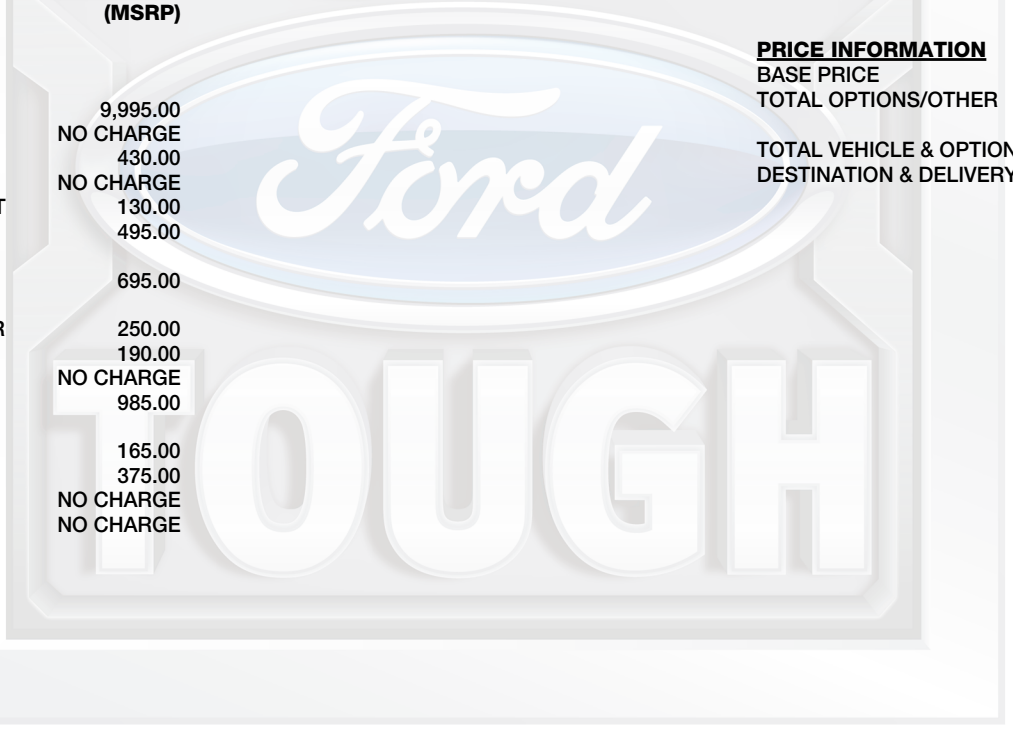 (MSRP)
9,995.00
NO CHARGE
430.00
NO CHARGE
T 130.00
495.00
695.00
R 250.00
190.00
NO CHARGE
985.00
165.00
375.00
NO CHARGE
NO CHARGE
PRICE INFORMATION
BASE PRICE
TOTAL OPTIONS/OTHER
TOTAL VEHICLE & OPTION
DESTINATION & DELIVERY
Ford
TOUGH